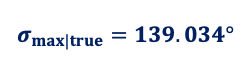 σmax|true = 139.034°